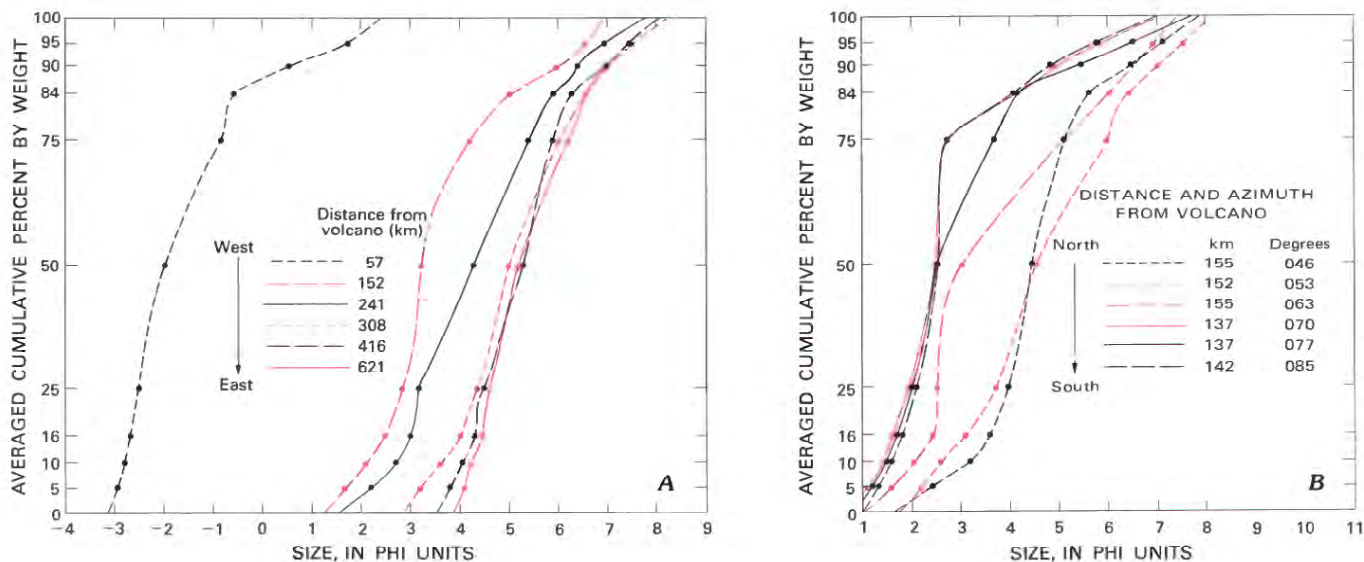 AVERAGED CUMULATIVE PERCENT BY WEIGHT
100
95
90
84
75
50
25
16
10
5
0
Distance from
volcano (km)
West
East
57
152
241
308
416
621
A
−4 −3 −2 −1 0 1 2 3 4 5 6 7 8 9
SIZE, IN PHI UNITS
AVERAGED CUMULATIVE PERCENT BY WEIGHT
100
95
90
84
75
50
25
16
10
5
0
DISTANCE AND AZIMUTH
FROM VOLCANO
North
South
km Degrees
155 046
152 053
155 063
137 070
137 077
142 085
B
1 2 3 4 5 6 7 8 9 10 11
SIZE, IN PHI UNITS